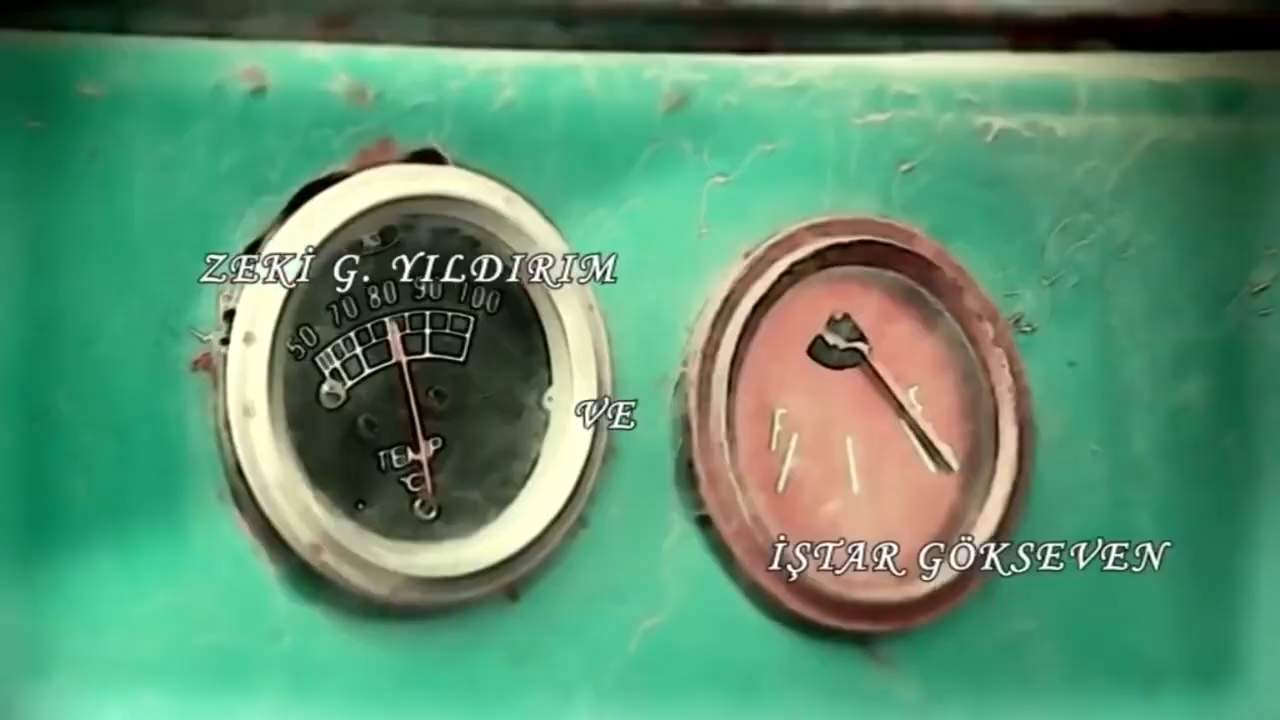 ZEKİ G. YILDIRIM
50 70 80 90 100
VE
F
TEMP
°C
İŞTAR GÖKSEVEN